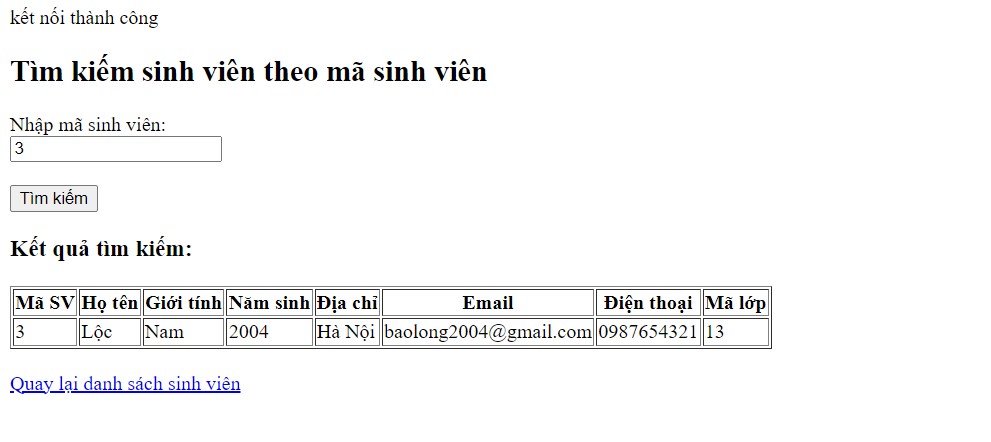 kết nối thành công
Tìm kiếm sinh viên theo mã sinh viên
Nhập mã sinh viên:
3
Tìm kiếm
Kết quả tìm kiếm:
Mã SV Họ tên Giới tính Năm sinh Địa chỉ Email Điện thoại Mã lớp
3 Lộc Nam 2004 Hà Nội baolong2004@gmail.com 0987654321 13
Quay lại danh sách sinh viên